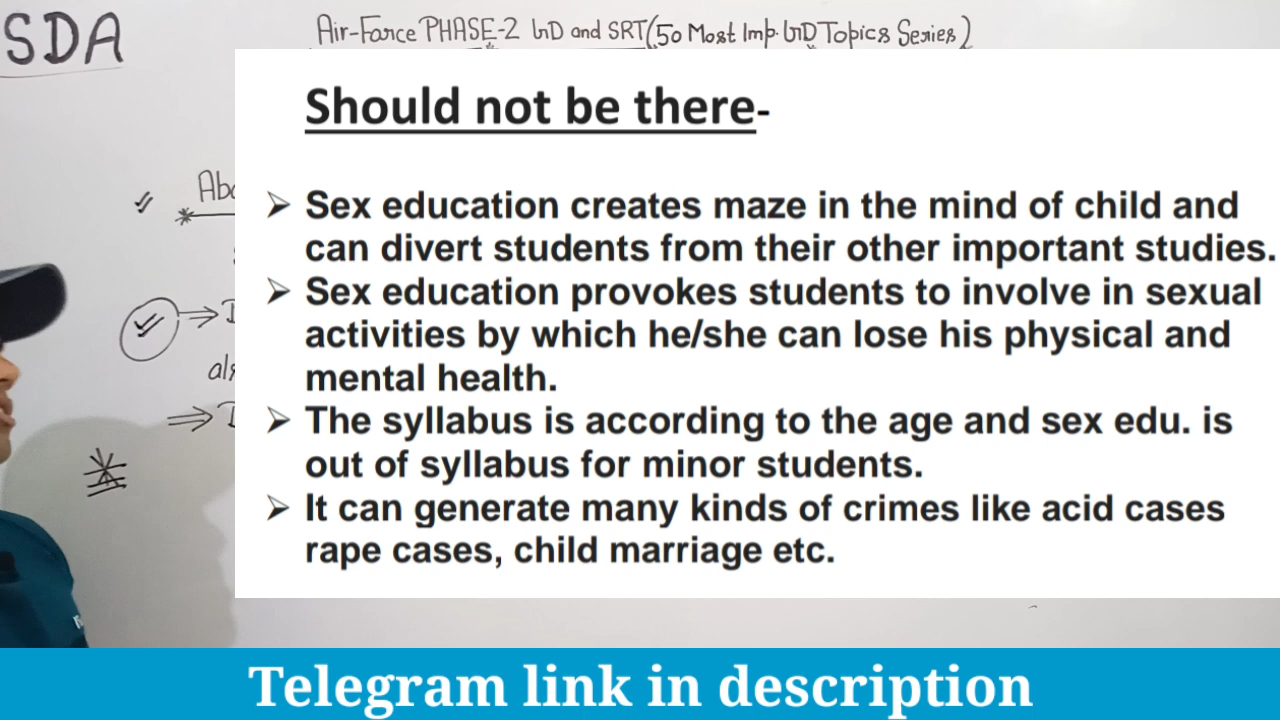 SDA
Air-Farce PHASE-2 GD and SRT(50 Most Imp. GD Topics Series)
Should not be there-
➢ Sex education creates maze in the mind of child and
can divert students from their other important studies.
➢ Sex education provokes students to involve in sexual
activities by which he/she can lose his physical and
mental health.
➢ The syllabus is according to the age and sex edu. is
out of syllabus for minor students.
➢ It can generate many kinds of crimes like acid cases
rape cases, child marriage etc.
Telegram link in description